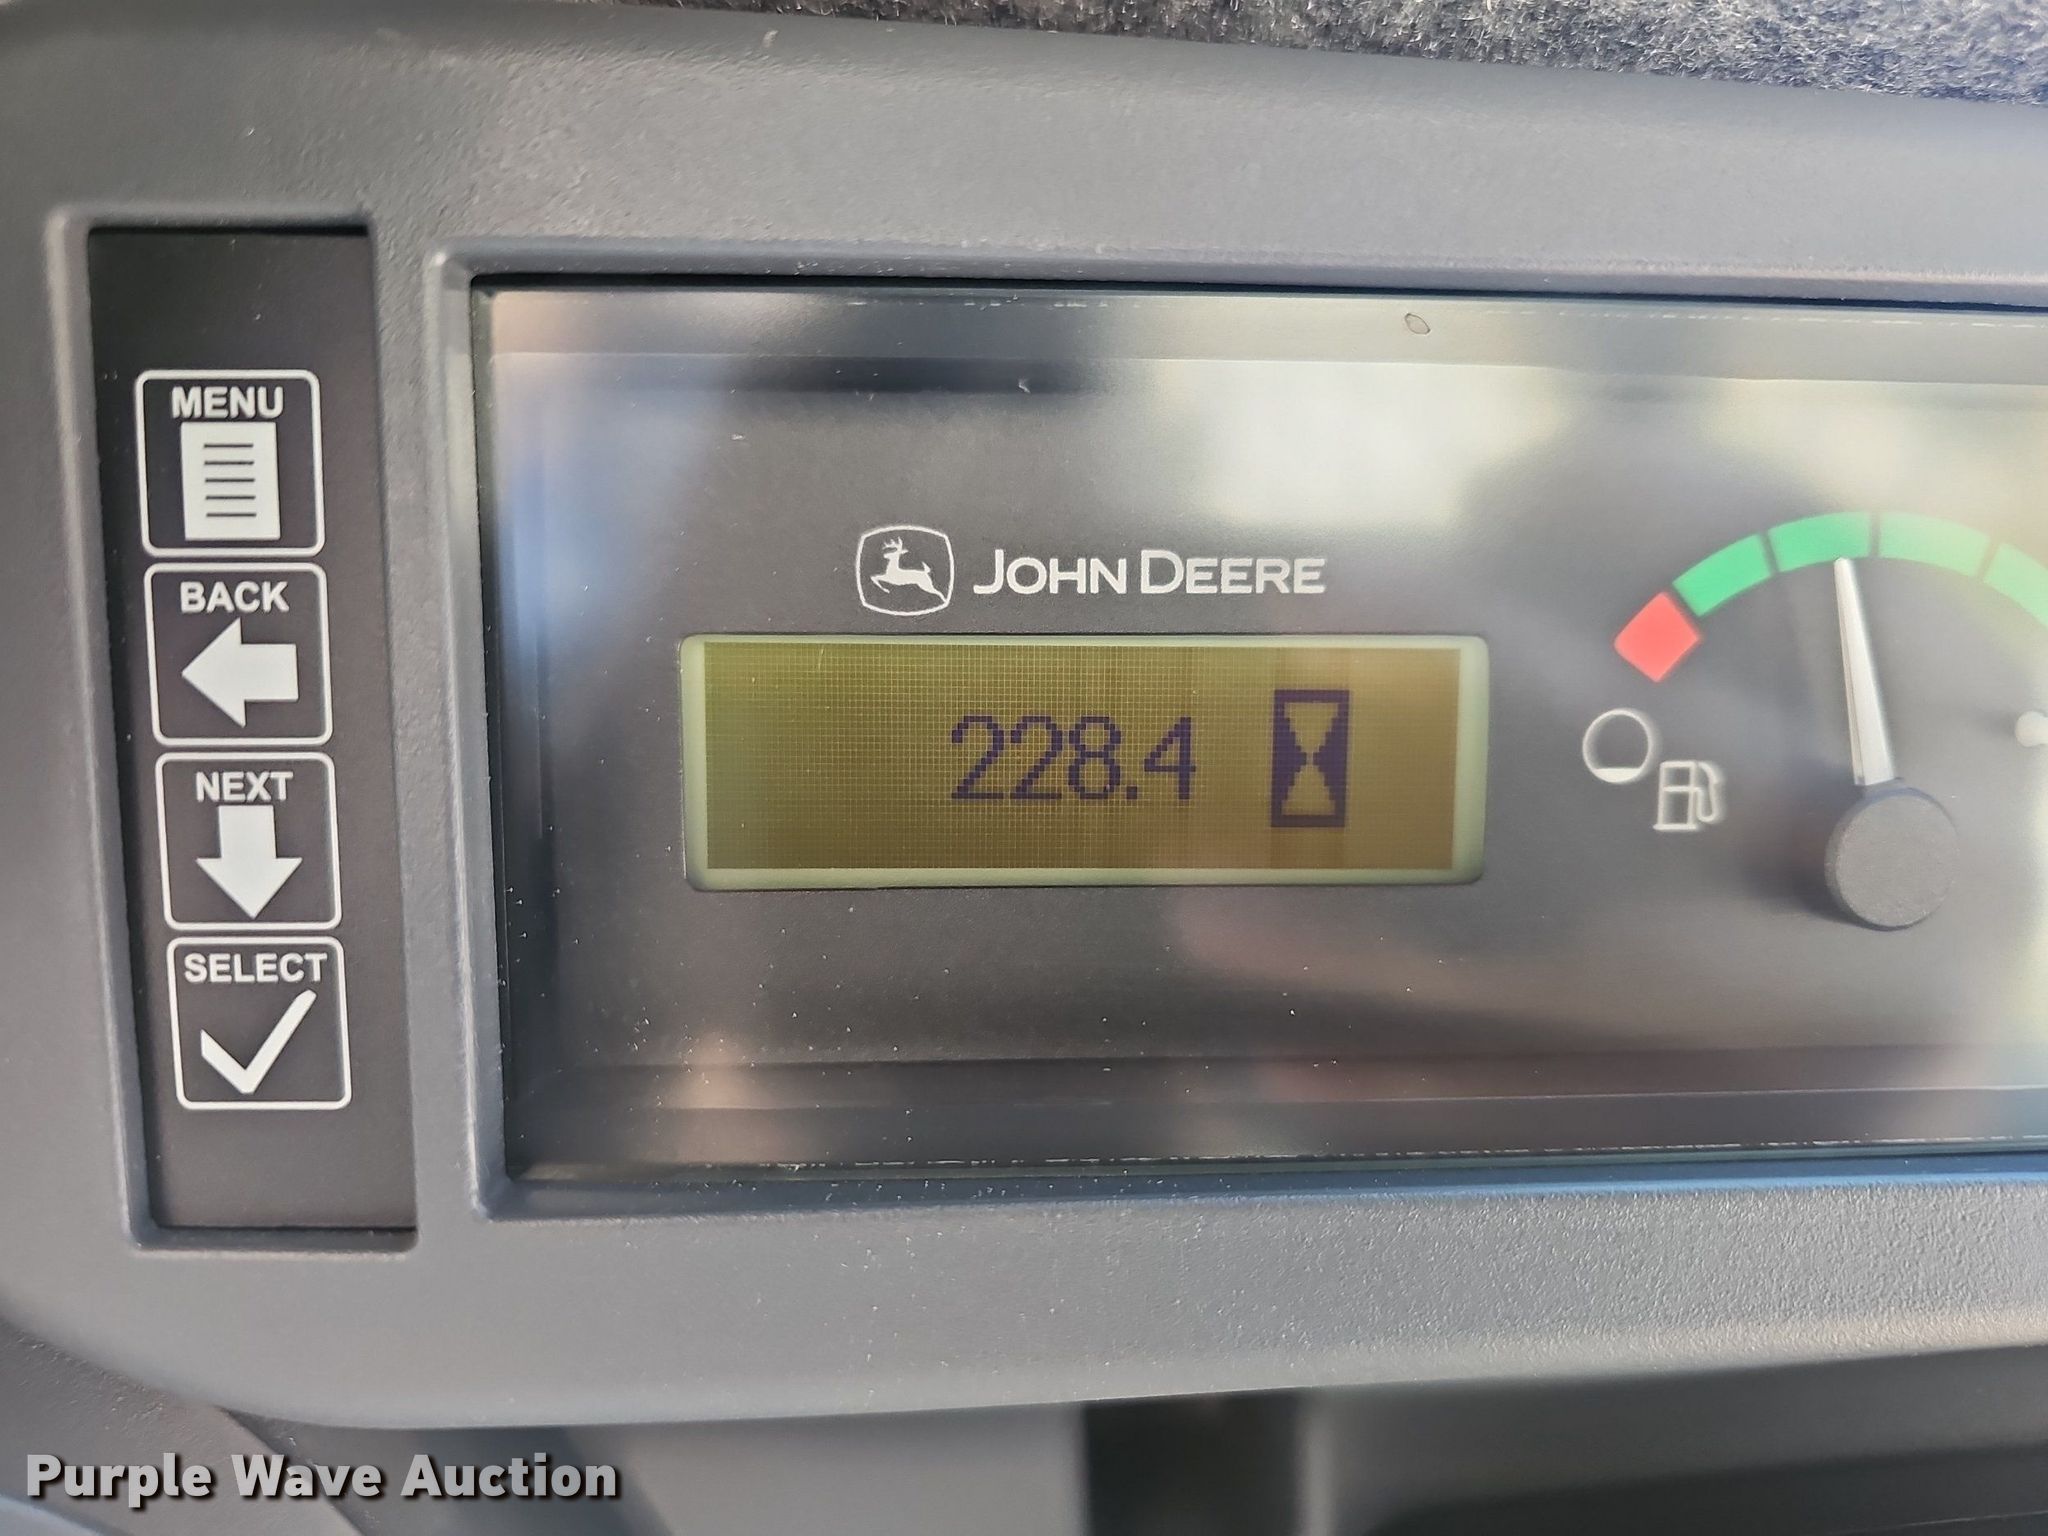 MENU
BACK
NEXT
SELECT
JOHN DEERE
228.4
Purple Wave Auction